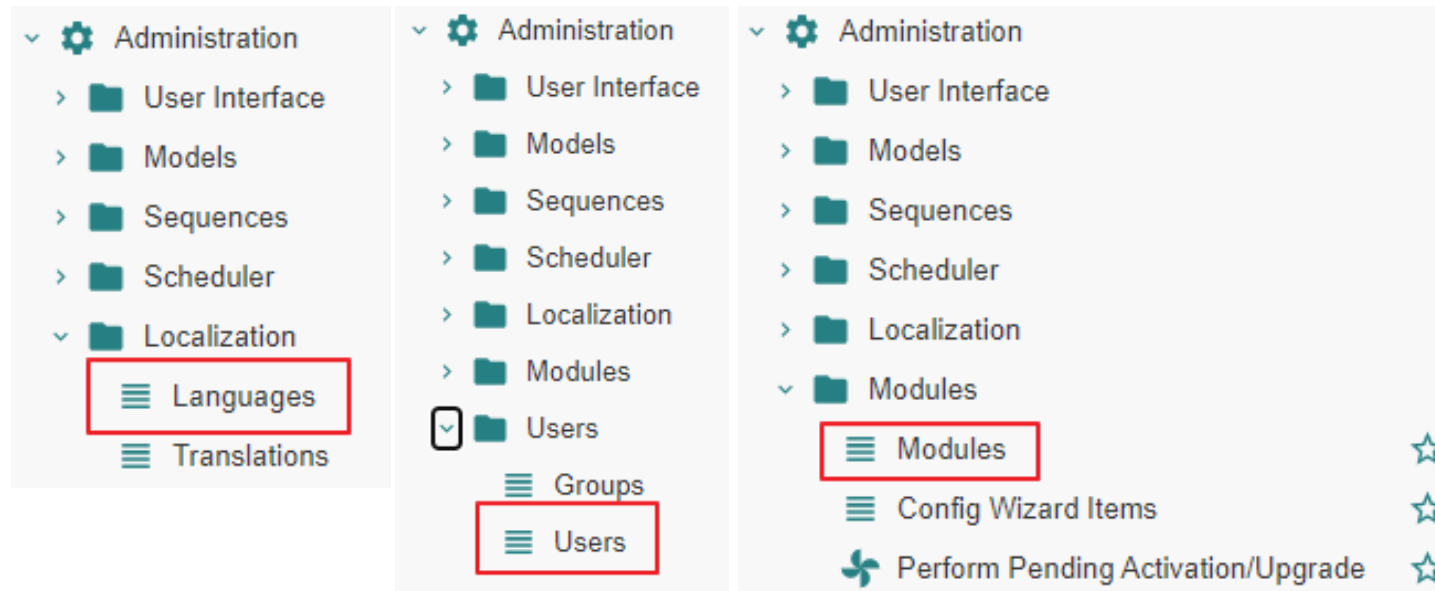 Administration
User Interface
Models
Sequences
Scheduler
Localization
Languages
Translations
Administration
User Interface
Models
Sequences
Scheduler
Localization
Modules
Users
Groups
Users
Administration
User Interface
Models
Sequences
Scheduler
Localization
Modules
Modules
Config Wizard Items
Perform Pending Activation/Upgrade